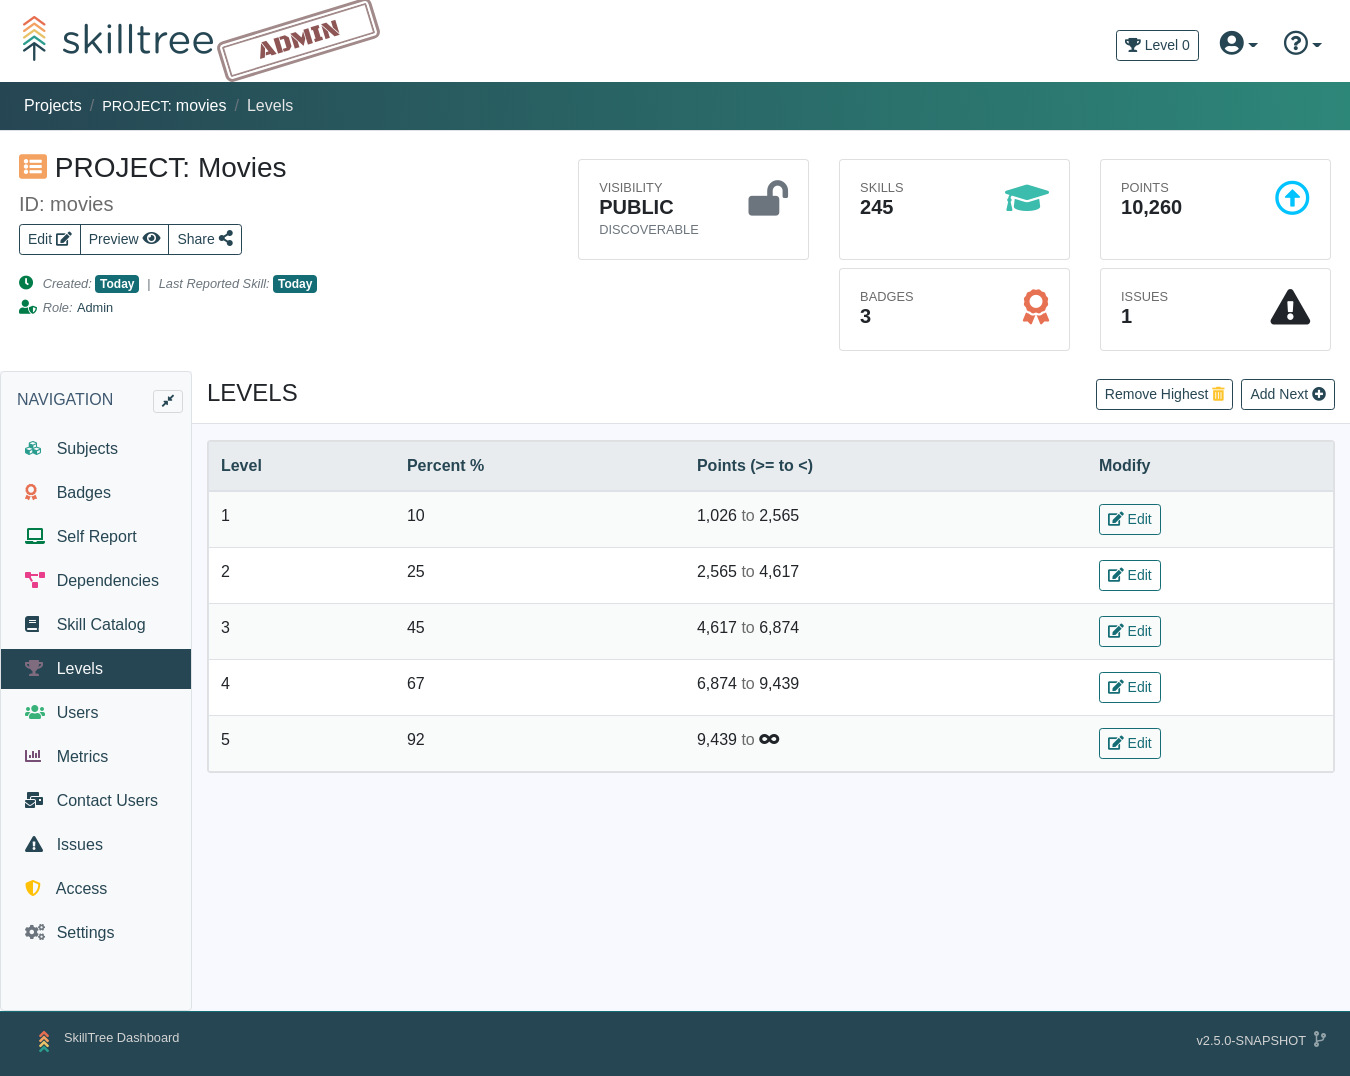 skilltree
ADMIN
Level 0
Projects / PROJECT: movies / Levels
PROJECT: Movies
ID: movies
Edit Preview Share
Created: Today | Last Reported Skill: Today
Role: Admin
VISIBILITY
PUBLIC
DISCOVERABLE
SKILLS
245
POINTS
10,260
BADGES
3
ISSUES
1
NAVIGATION
Subjects
Badges
Self Report
Dependencies
Skill Catalog
Levels
Users
Metrics
Contact Users
Issues
Access
Settings
LEVELS
Remove Highest Add Next
Level Percent % Points (>= to <) Modify
1 10 1,026 to 2,565 Edit
2 25 2,565 to 4,617 Edit
3 45 4,617 to 6,874 Edit
4 67 6,874 to 9,439 Edit
5 92 9,439 to ∞ Edit
SkillTree Dashboard
v2.5.0-SNAPSHOT